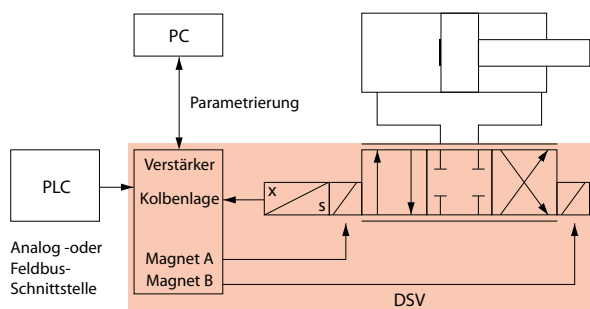 PC
Parametrierung
PLC
Verstärker
Kolbenlage
x
s
Analog -oder
Feldbus-
Schnittstelle
Magnet A
Magnet B
DSV